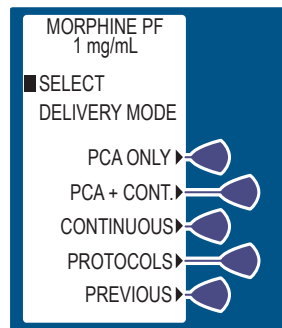 MORPHINE PF
1 mg/mL
SELECT
DELIVERY MODE
PCA ONLY
PCA + CONT.
CONTINUOUS
PROTOCOLS
PREVIOUS